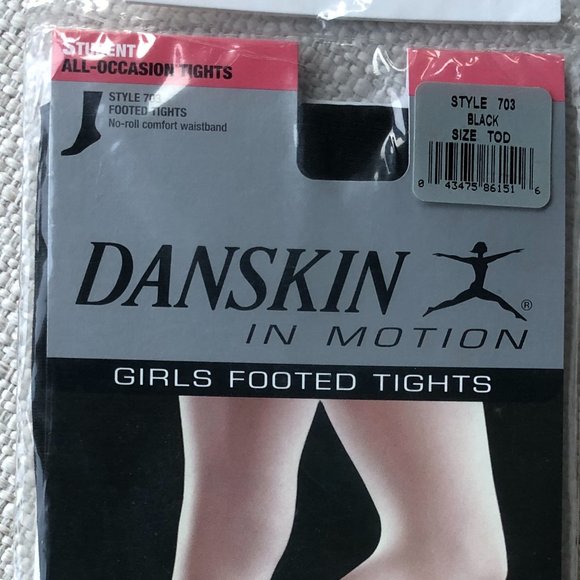 STUDENT
ALL-OCCASION TIGHTS
STYLE 703
FOOTED TIGHTS
No-roll comfort waistband
STYLE 703
BLACK
SIZE TOD
0 43475 86151 6
DANSKIN
®
IN MOTION
GIRLS FOOTED TIGHTS